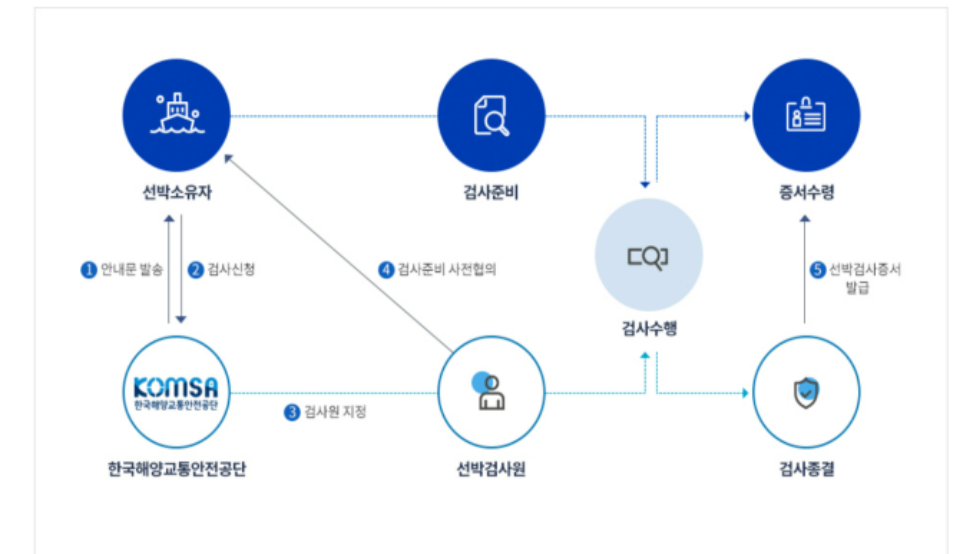 선박소유자
검사준비
증서수령
1 안내문 발송
2 검사신청
4 검사준비 사전협의
5 선박검사증서
발급
검사수행
KOMSA
한국해양교통안전공단
3 검사원 지정
한국해양교통안전공단
선박검사원
검사종결